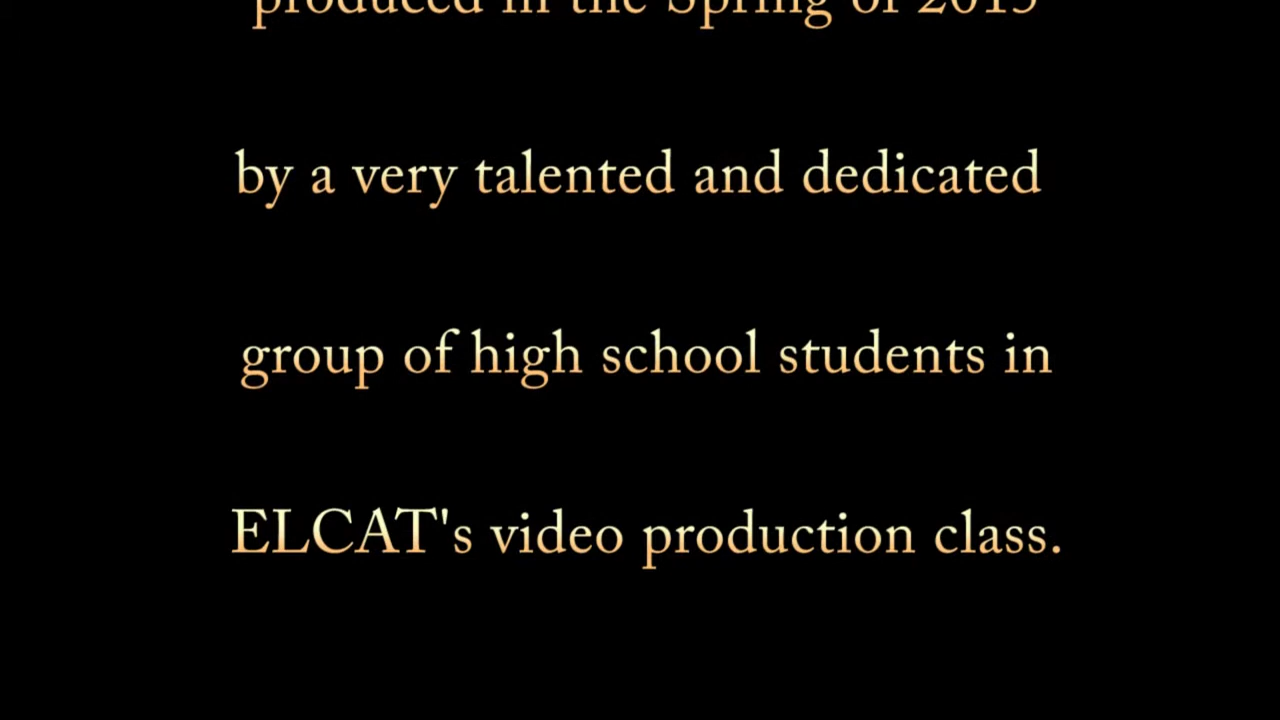 produced in the Spring of
by a very talented and dedicated
group of high school students in
ELCAT's video production class.